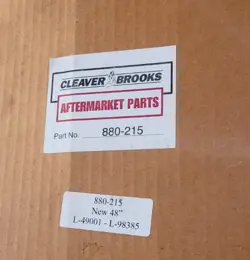 CLEAVER BROOKS
AFTERMARKET PARTS
Part No. 880-215
880-215
New 48"
L-49001 - L-98385